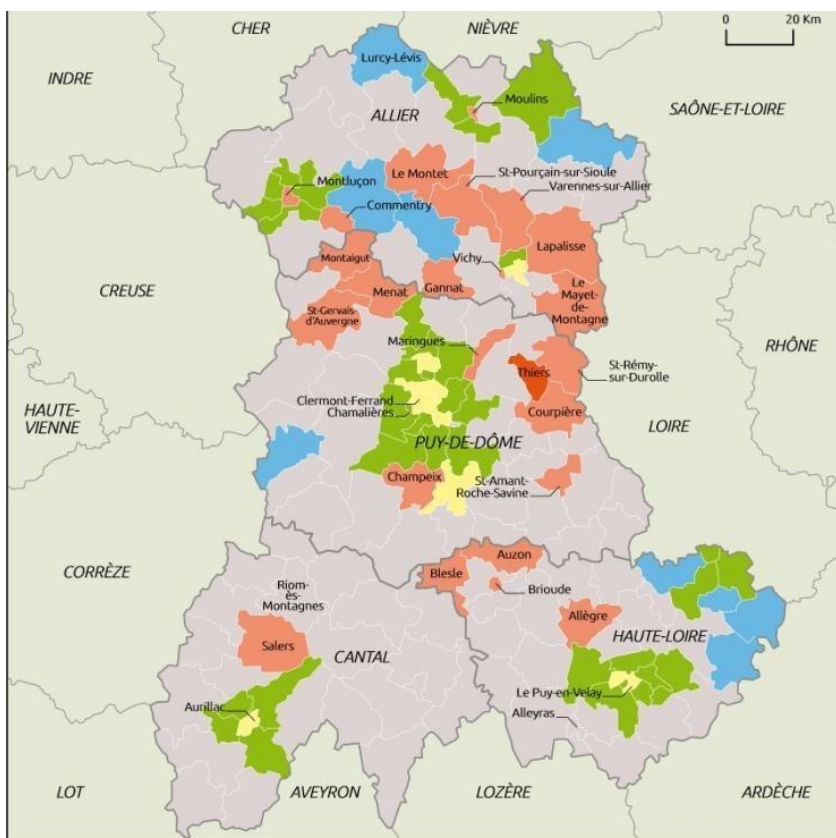 CHER
NIÈVRE
0 20 Km
INDRE
Lurcy-Lévis
Moulins
SAÔNE-ET-LOIRE
ALLIER
Le Montet
St-Pourçain-sur-Sioule
Varennes-sur-Allier
Montluçon
Commentry
Lapalisse
Montaigut
Vichy
CREUSE
Menat
Gannat
Le
Mayet-
de-
Montagne
St-Gervais-
d'Auvergne
Maringues
RHÔNE
Thiers
St-Rémy-
sur-Durolle
Clermont-Ferrand
Chamalières
HAUTE-
VIENNE
Courpière
LOIRE
PUY-DE-DÔME
Champeix
St-Amant-
Roche-Savine
CORRÈZE
Auzon
Blesle
Brioude
Riom-
ès-
Montagnes
Allègre
Salers
CANTAL
HAUTE-LOIRE
Le Puy-en-Velay
Aurillac
Alleyras
LOT
AVEYRON
LOZÈRE
ARDÈCHE